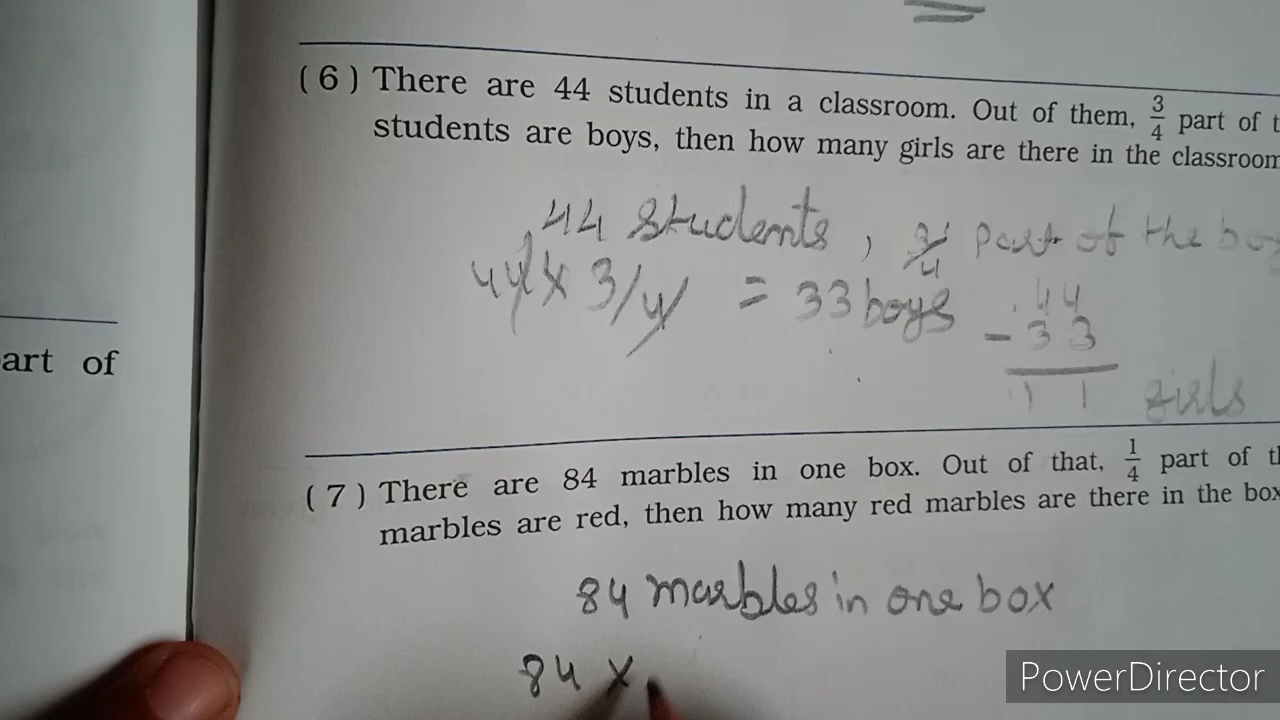 ( 6 ) There are 44 students in a classroom. Out of them, 3/4 part of t
students are boys, then how many girls are there in the classroom
44 students, 3/4 part of the bo
44 x 3/4 = 33 boys
44
- 33
11 girls
art of
( 7 ) There are 84 marbles in one box. Out of that, 1/4 part of th
marbles are red, then how many red marbles are there in the box
84 marbles in one box
84 x
PowerDirector